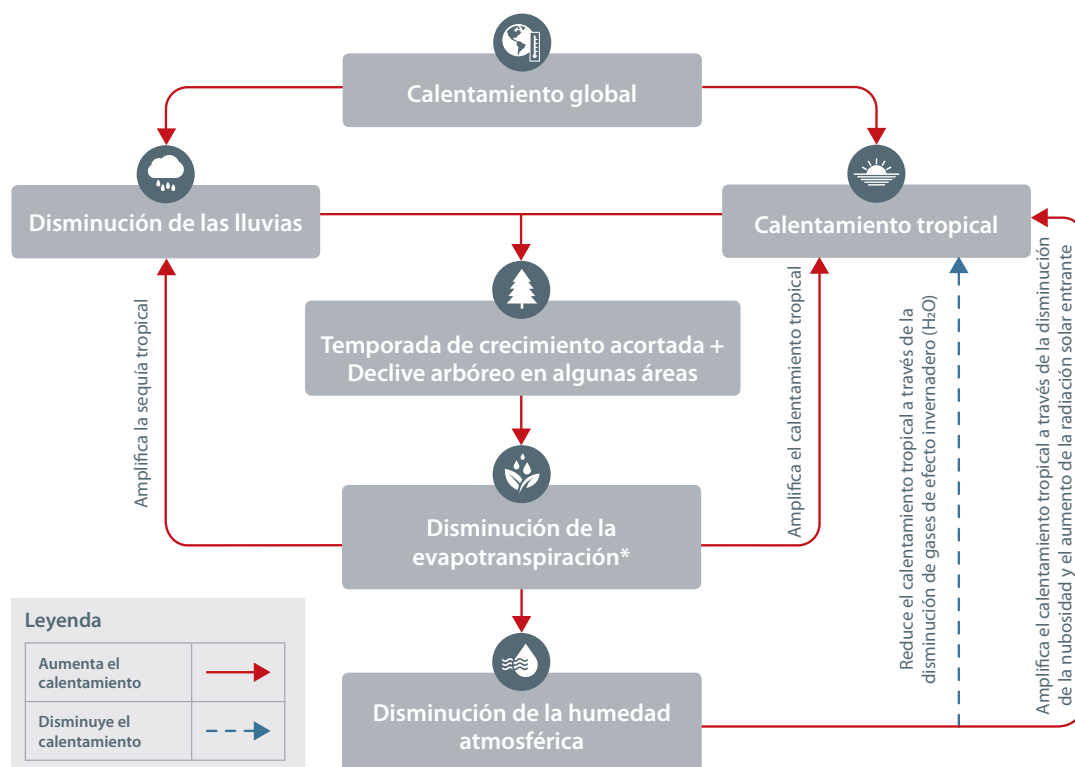 Calentamiento global
Disminución de las lluvias
Calentamiento tropical
Temporada de crecimiento acortada +
Declive arbóreo en algunas áreas
Amplifica la sequía tropical
Amplifica el calentamiento tropical
Reduce el calentamiento tropical a través de la
disminución de gases de efecto invernadero (H₂O)
Amplifica el calentamiento tropical a través de la disminución
de la nubosidad y el aumento de la radiación solar entrante
Disminución de la
evapotranspiración*
Disminución de la humedad
atmosférica
Leyenda
Aumenta el
calentamiento
Disminuye el
calentamiento